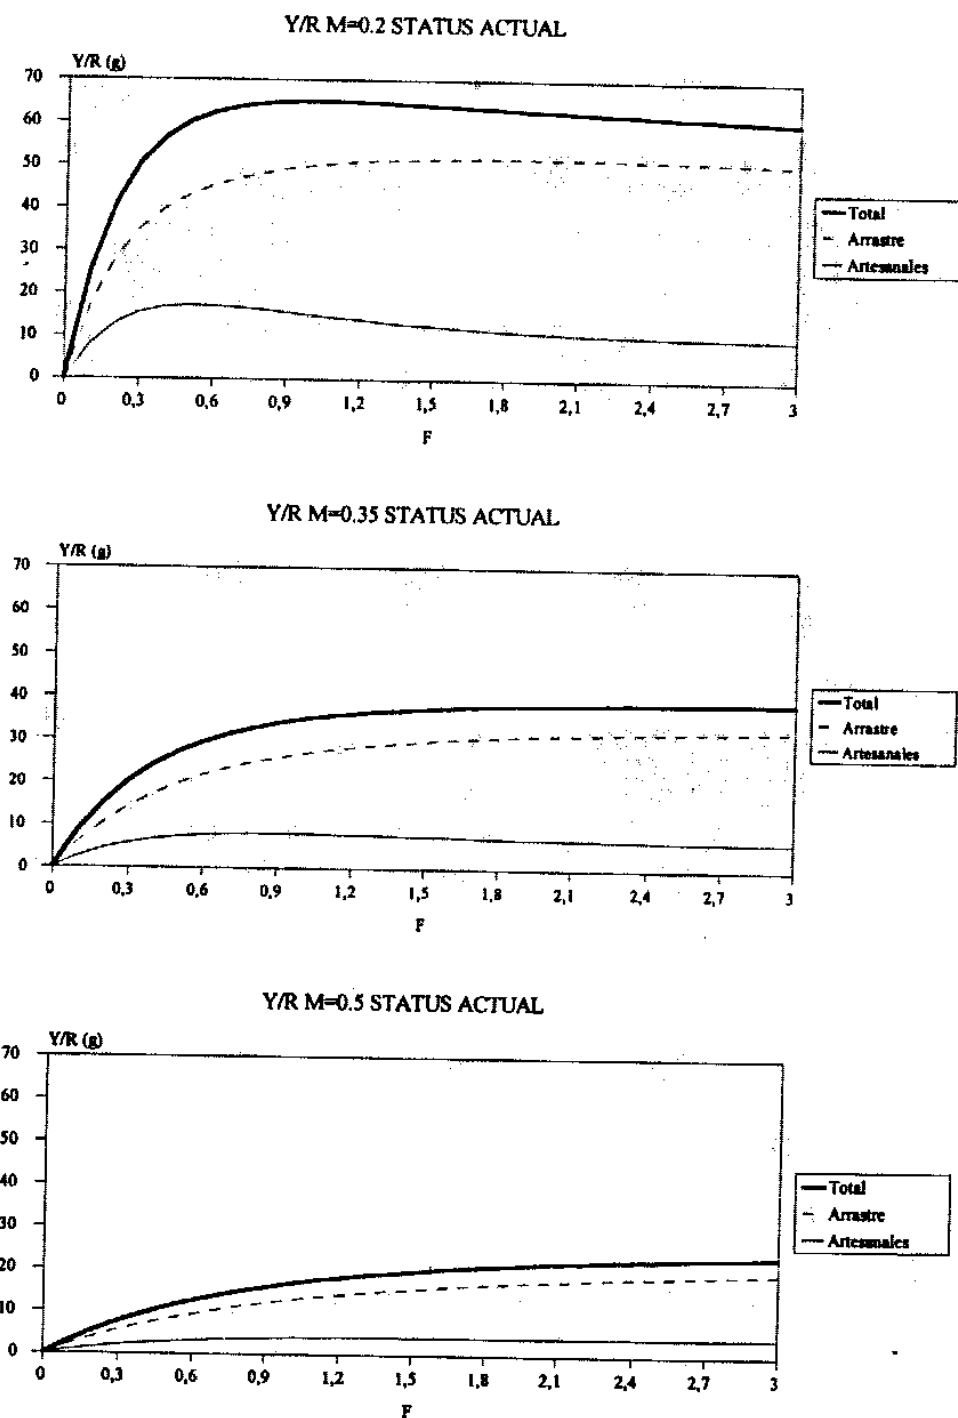 Y/R M=0.2 STATUS ACTUAL
Y/R (g)
70
60
50
40
30
20
10
0
0 0,3 0,6 0,9 1,2 1,5 1,8 2,1 2,4 2,7 3
F
Total
Arrastre
Artesanales
Y/R M=0.35 STATUS ACTUAL
Y/R (g)
70
60
50
40
30
20
10
0
0 0,3 0,6 0,9 1,2 1,5 1,8 2,1 2,4 2,7 3
F
Total
Arrastre
Artesanales
Y/R M=0.5 STATUS ACTUAL
Y/R (g)
70
60
50
40
30
20
10
0
0 0,3 0,6 0,9 1,2 1,5 1,8 2,1 2,4 2,7 3
F
Total
Arrastre
Artesanales